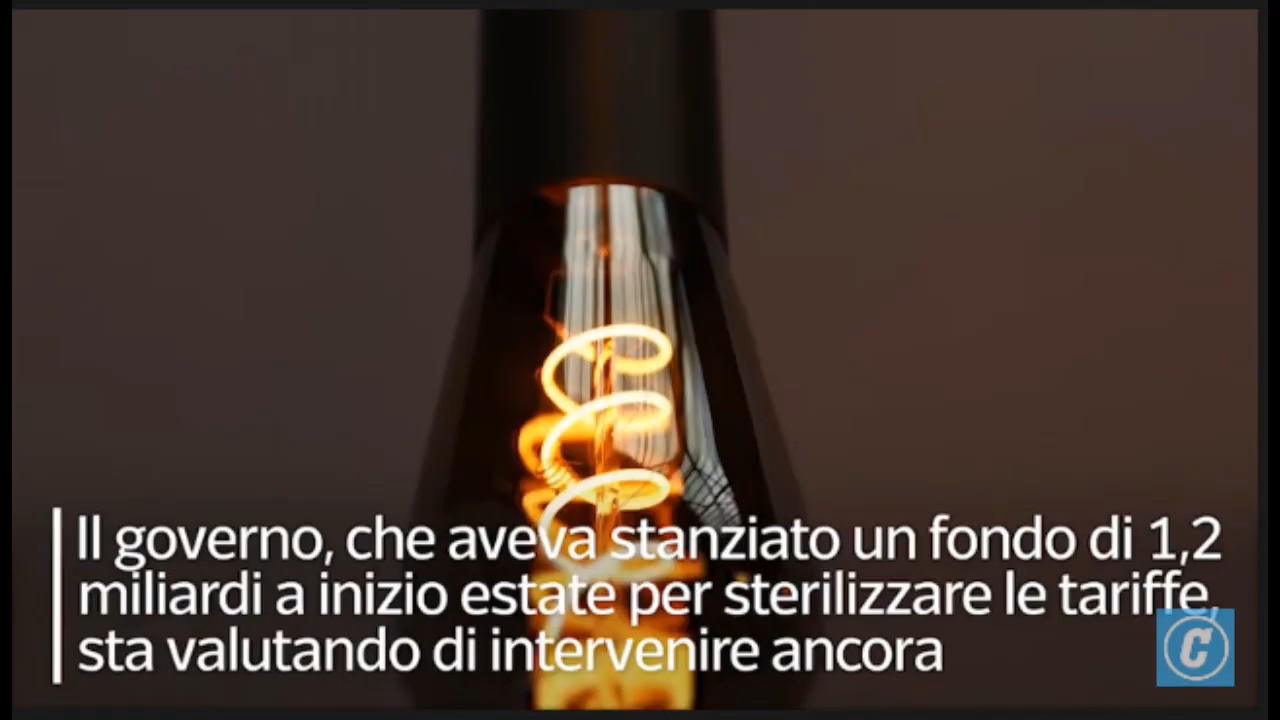 Il governo, che aveva stanziato un fondo di 1,2
miliardi a inizio estate per sterilizzare le tariffe,
sta valutando di intervenire ancora
C